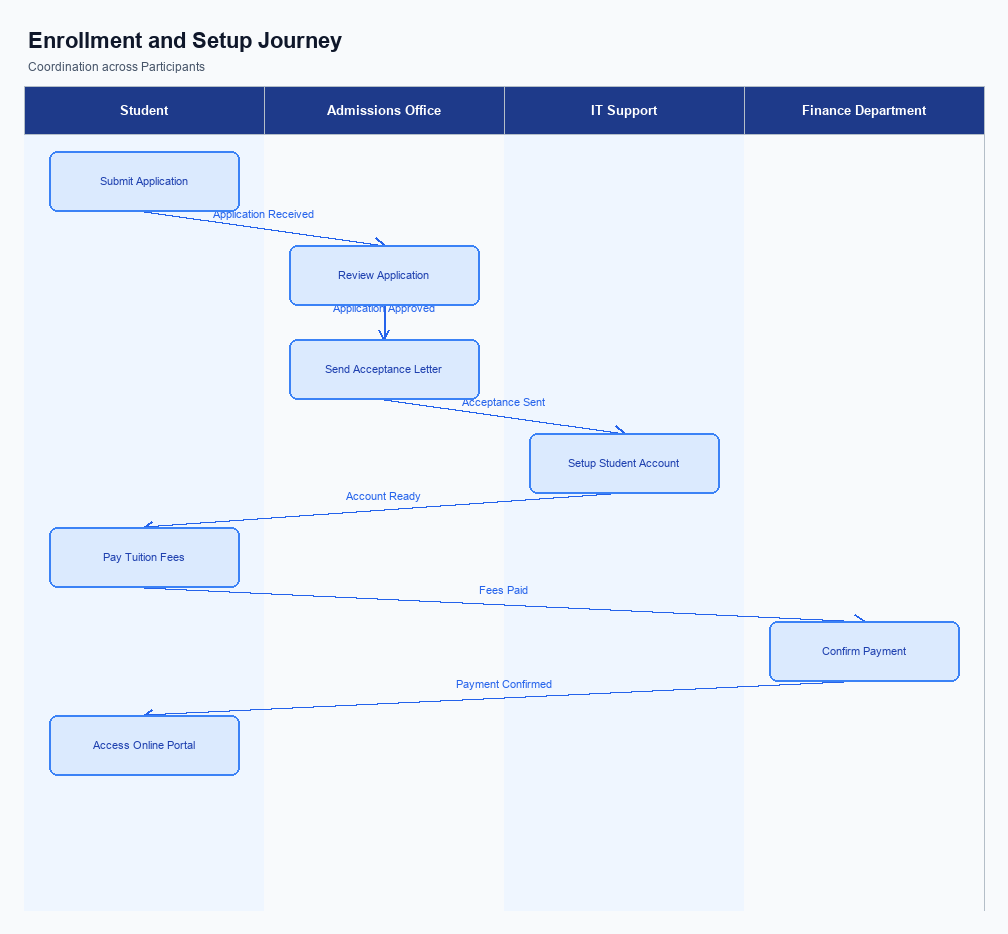 Enrollment and Setup Journey
Coordination across Participants
Student
Admissions Office
IT Support
Finance Department
Submit Application
Application Received
Review Application
Application Approved
Send Acceptance Letter
Acceptance Sent
Setup Student Account
Account Ready
Pay Tuition Fees
Fees Paid
Confirm Payment
Payment Confirmed
Access Online Portal